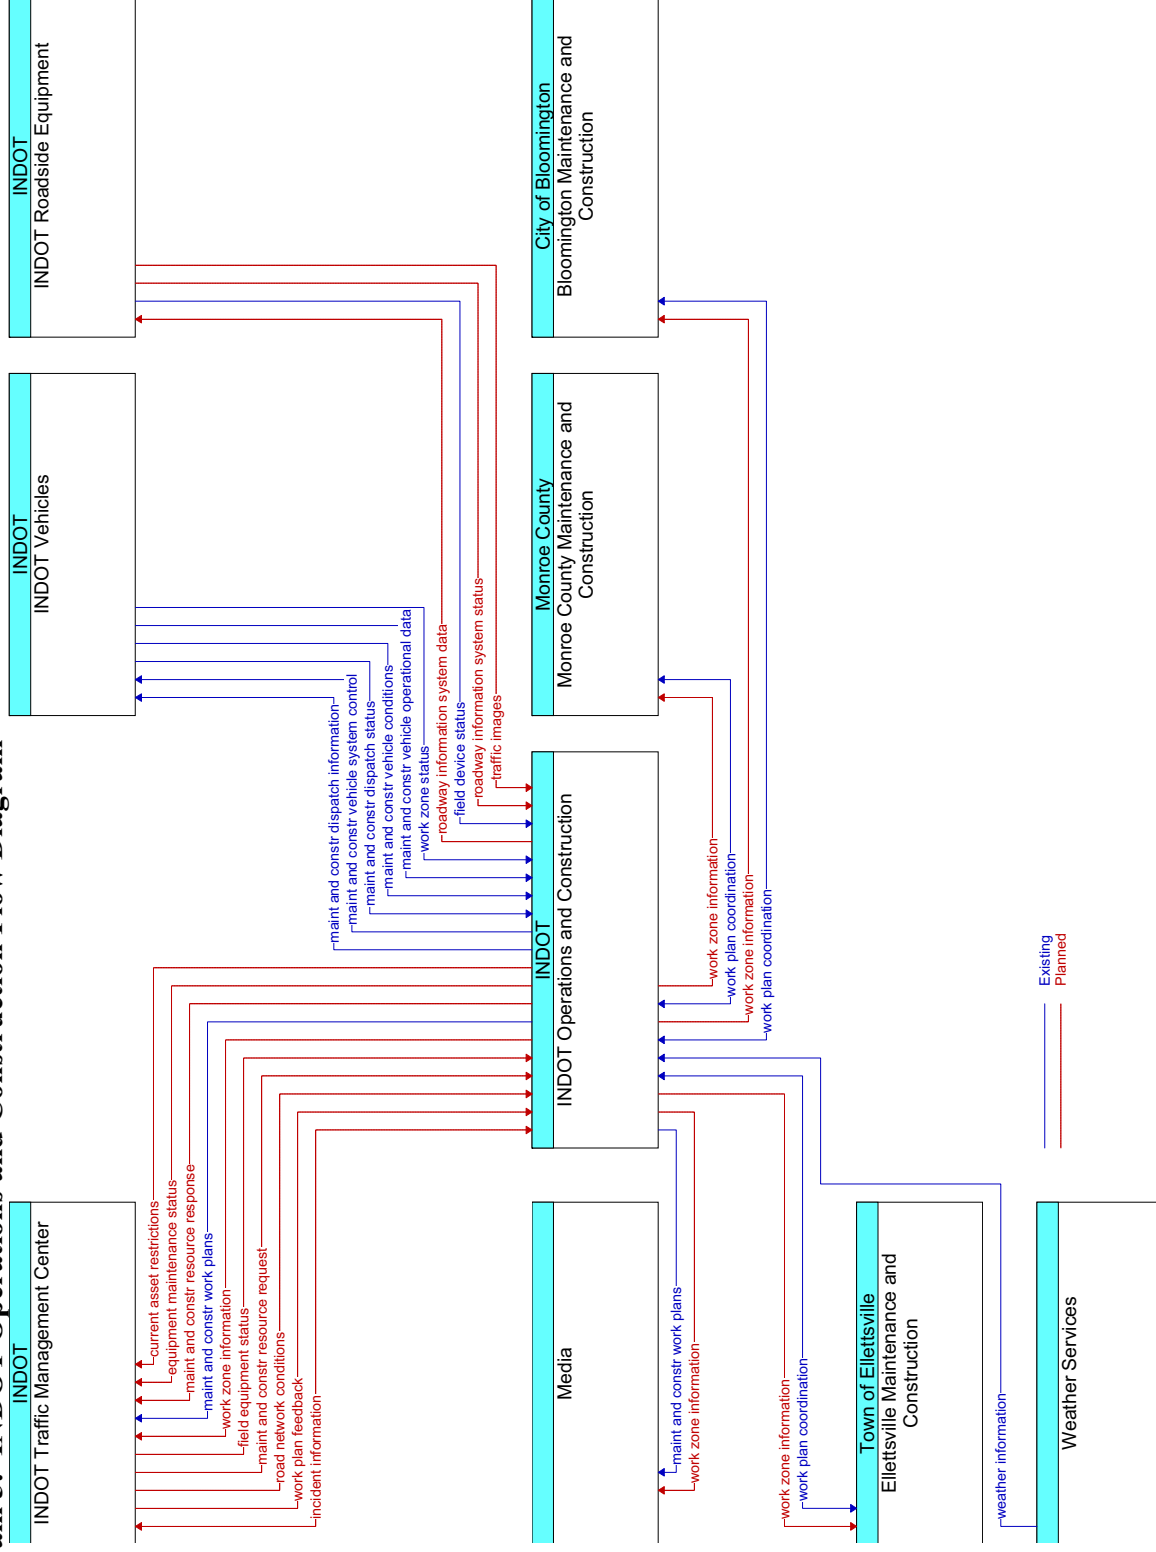 INDOT Operations and Construction Flow Diagram
INDOT
INDOT Traffic Management Center
INDOT
INDOT Vehicles
INDOT
INDOT Roadside Equipment
current asset restrictions
equipment maintenance status
maint and constr resource response
maint and constr work plans
work zone information
field equipment status
maint and constr resource request
road network conditions
work plan feedback
incident information
maint and constr dispatch information
maint and constr vehicle system control
maint and constr dispatch status
maint and constr vehicle conditions
maint and constr vehicle operational data
work zone status
roadway information system data
field device status
roadway information system status
traffic images
Media
INDOT
INDOT Operations and Construction
Monroe County
Monroe County Maintenance and
Construction
City of Bloomington
Bloomington Maintenance and
Construction
maint and constr work plans
work zone information
work zone information
work plan coordination
work zone information
work plan coordination
work zone information
work plan coordination
Town of Ellettsville
Ellettsville Maintenance and
Construction
weather information
Weather Services
Existing
Planned